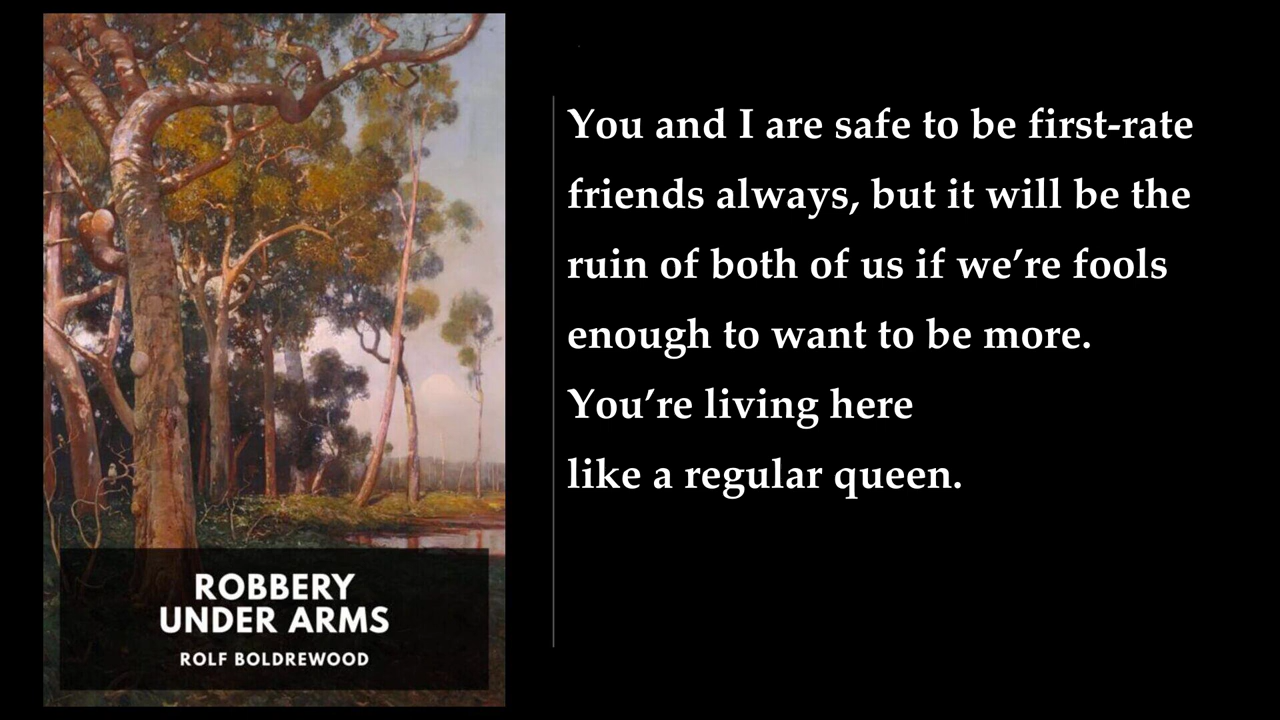 ROBBERY
UNDER ARMS
ROLF BOLDREWOOD
You and I are safe to be first-rate
friends always, but it will be the
ruin of both of us if we’re fools
enough to want to be more.
You’re living here
like a regular queen.